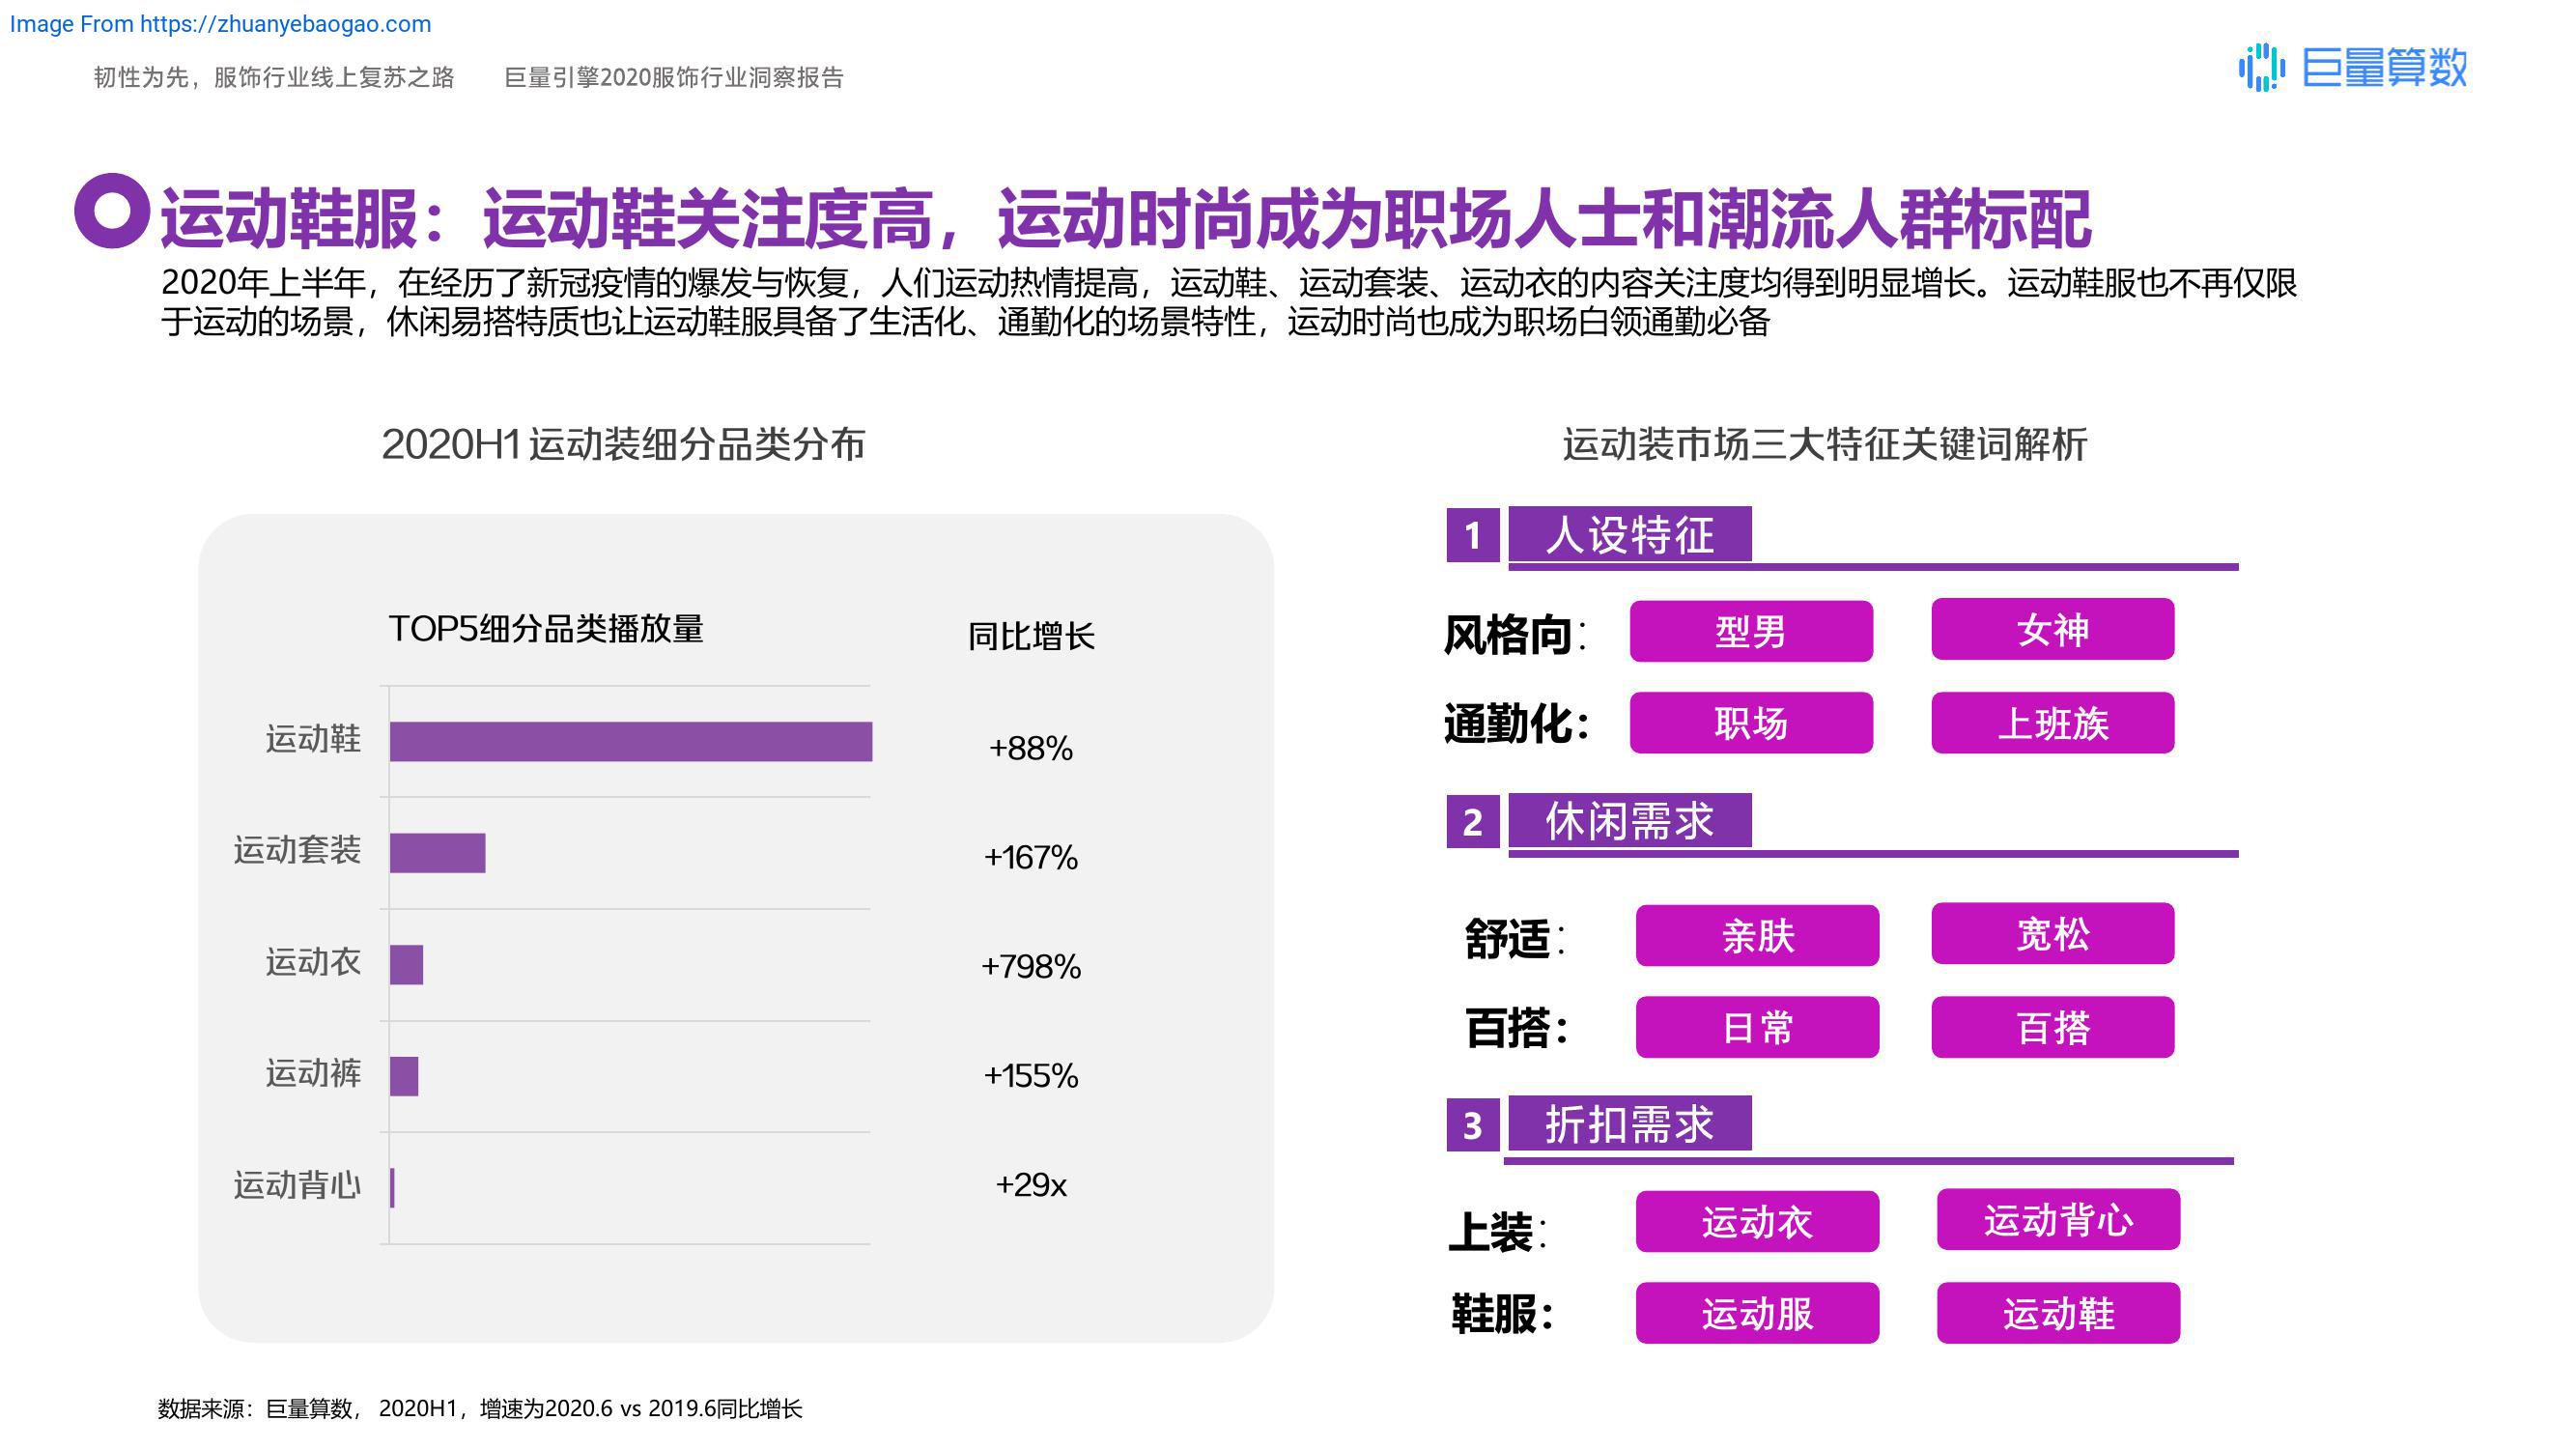 Image From https://zhuanyebaogao.com
韧性为先，服饰行业线上复苏之路 巨量引擎2020服饰行业洞察报告
巨量算数
运动鞋服：运动鞋关注度高，运动时尚成为职场人士和潮流人群标配
2020年上半年，在经历了新冠疫情的爆发与恢复，人们运动热情提高，运动鞋、运动套装、运动衣的内容关注度均得到明显增长。运动鞋服也不再仅限
于运动的场景，休闲易搭特质也让运动鞋服具备了生活化、通勤化的场景特性，运动时尚也成为职场白领通勤必备
2020H1运动装细分品类分布
TOP5细分品类播放量 同比增长
运动鞋 +88%
运动套装 +167%
运动衣 +798%
运动裤 +155%
运动背心 +29x
运动装市场三大特征关键词解析
1 人设特征
风格向： 型男 女神
通勤化： 职场 上班族
2 休闲需求
舒适： 亲肤 宽松
百搭： 日常 百搭
3 折扣需求
上装： 运动衣 运动背心
鞋服： 运动服 运动鞋
数据来源：巨量算数， 2020H1，增速为2020.6 vs 2019.6同比增长